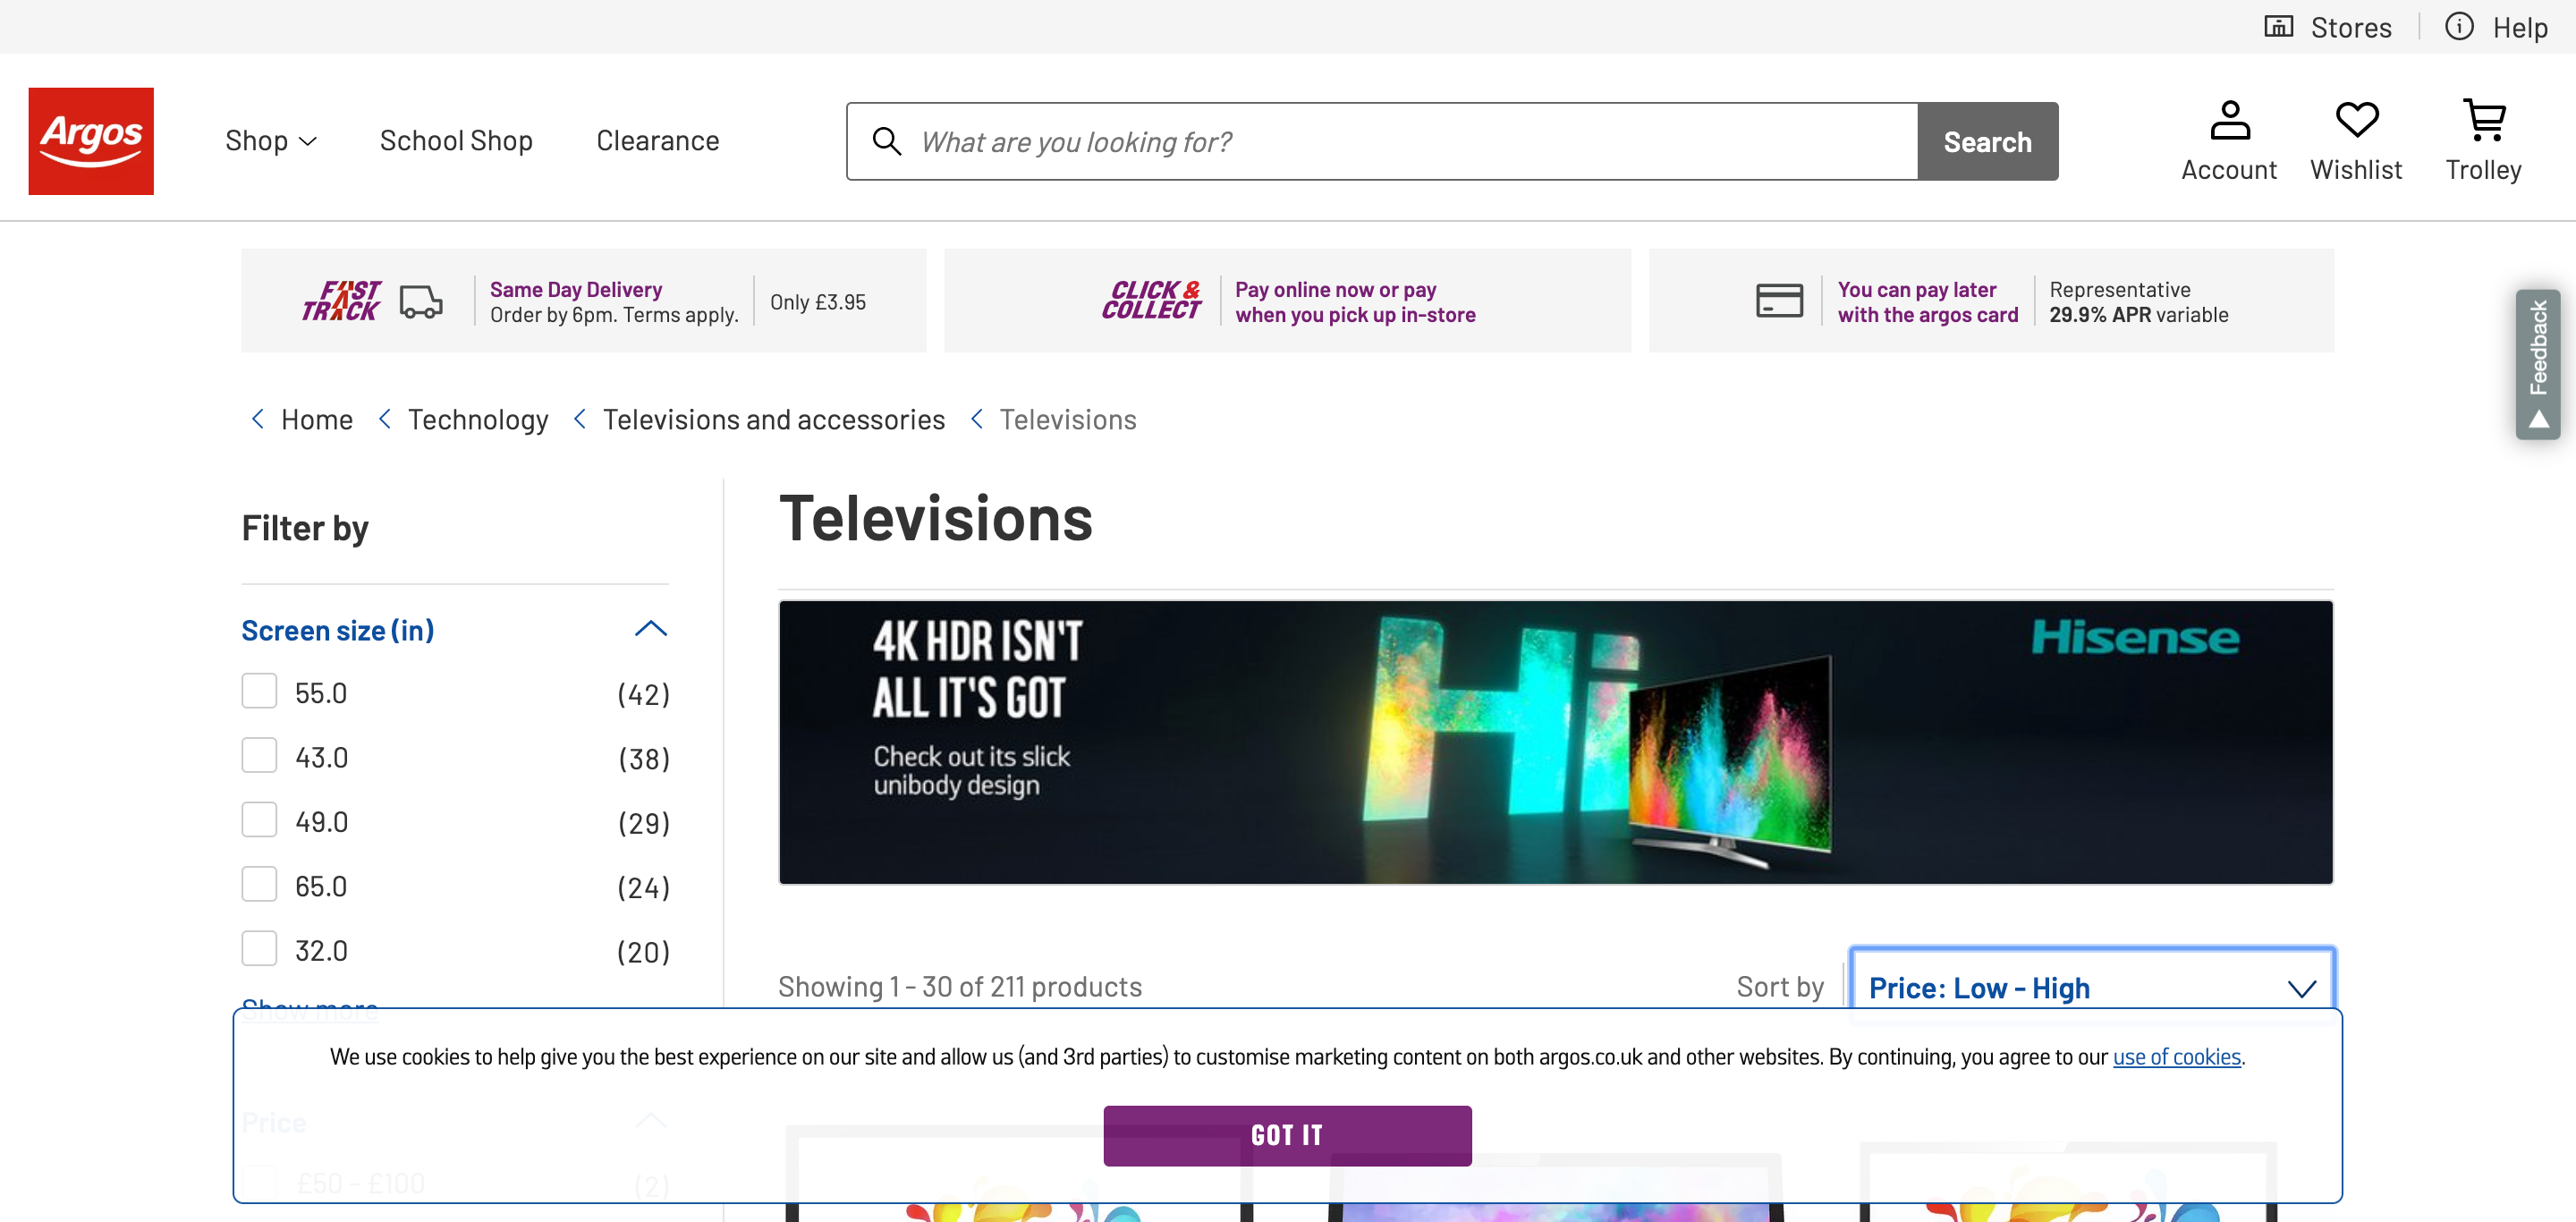 Stores
Help
Argos
Shop
School Shop
Clearance
What are you looking for?
Search
Account
Wishlist
Trolley
FAST TRACK
Same Day Delivery
Order by 6pm. Terms apply.
Only £3.95
CLICK & COLLECT
Pay online now or pay
when you pick up in-store
You can pay later
with the argos card
Representative
29.9% APR variable
Feedback
Home
Technology
Televisions and accessories
Televisions
Filter by
Televisions
Screen size (in)
55.0 (42)
43.0 (38)
49.0 (29)
65.0 (24)
32.0 (20)
Show more
Price
£50 - £100 (2)
4K HDR ISN'T
ALL IT'S GOT
Check out its slick
unibody design
Hi
Hisense
Showing 1 - 30 of 211 products
Sort by
Price: Low - High
We use cookies to help give you the best experience on our site and allow us (and 3rd parties) to customise marketing content on both argos.co.uk and other websites. By continuing, you agree to our use of cookies.
GOT IT